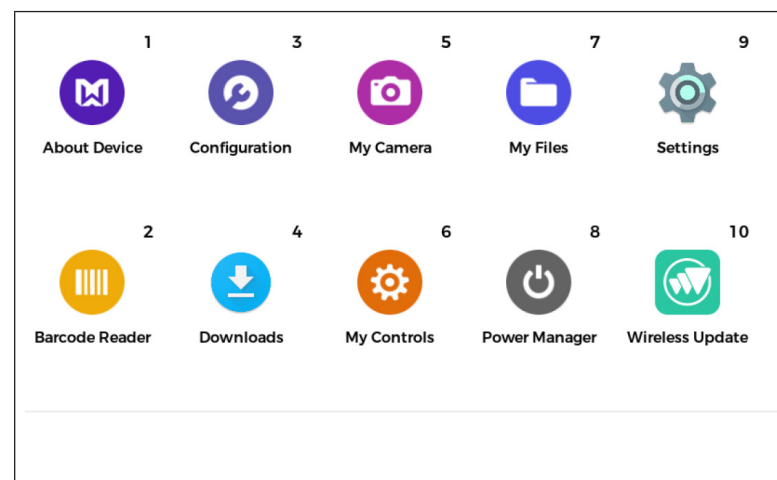 1 3 5 7 9
About Device Configuration My Camera My Files Settings
2 4 6 8 10
Barcode Reader Downloads My Controls Power Manager Wireless Update